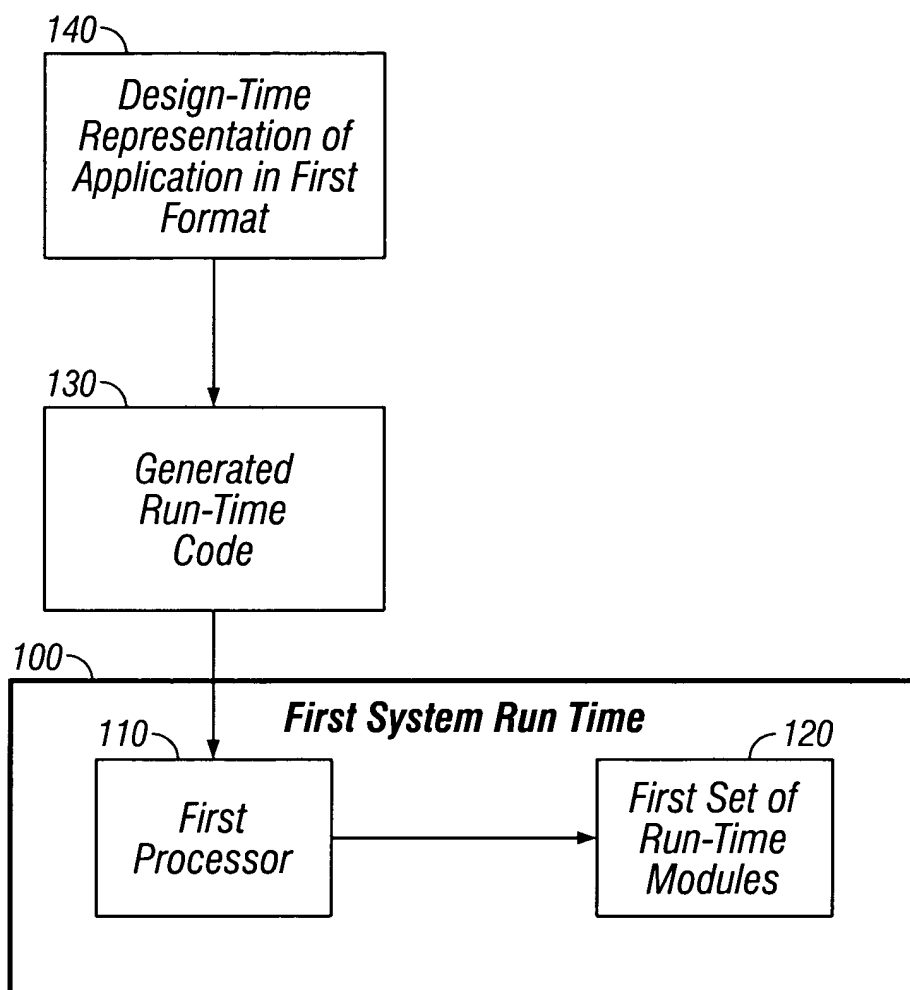 140
Design-Time
Representation of
Application in First
Format
130
Generated
Run-Time
Code
100
First System Run Time
110
First
Processor
120
First Set of
Run-Time
Modules